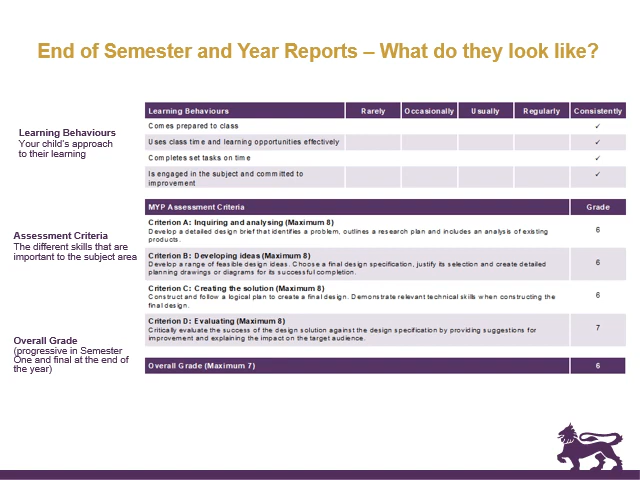 End of Semester and Year Reports – What do they look like?
Learning Behaviours
Your child's approach
to their learning
Learning Behaviours Rarely Occasionally Usually Regularly Consistently
Comes prepared to class ✓
Uses class time and learning opportunities effectively ✓
Completes set tasks on time ✓
Is engaged in the subject and committed to ✓
improvement
Assessment Criteria
The different skills that are
important to the subject area
MYP Assessment Criteria Grade
Criterion A: Inquiring and analysing (Maximum 8)
Develop a detailed design brief that identifies a problem, outlines a research plan and includes an analysis of existing
products.
6
Criterion B: Developing ideas (Maximum 8)
Develop a range of feasible design ideas. Choose a final design specification, justify its selection and create detailed
planning drawings or diagrams for its successful completion.
6
Criterion C: Creating the solution (Maximum 8)
Construct and follow a logical plan to create a final design. Demonstrate relevant technical skills when constructing the
final design.
6
Criterion D: Evaluating (Maximum 8)
Critically evaluate the success of the design solution against the design specification by providing suggestions for
improvement and explaining the impact on the target audience.
7
Overall Grade
(progressive in Semester
One and final at the end of
the year)
Overall Grade (Maximum 7) 6